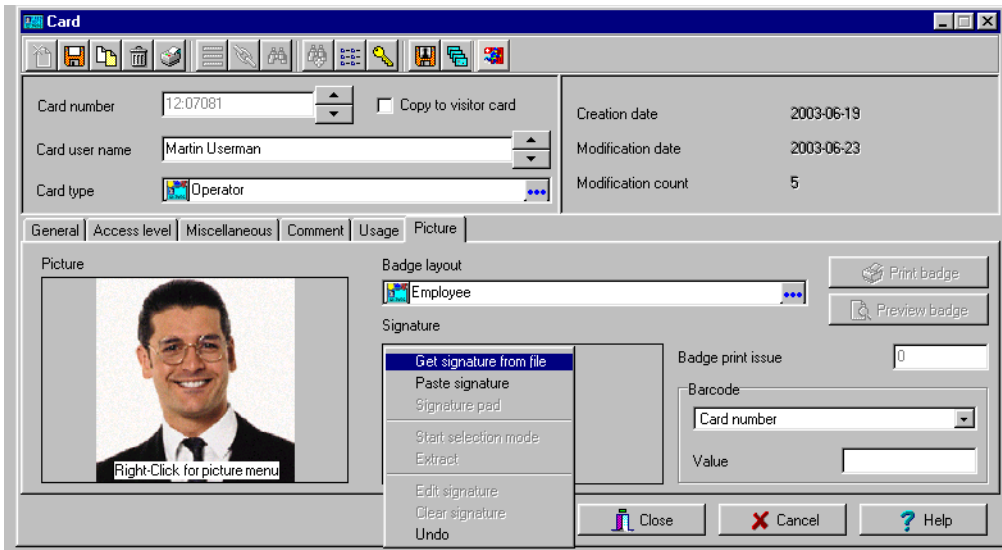 Card
Card number
12:07081
Copy to visitor card
Card user name
Martin Userman
Card type
Operator
Creation date
2003-06-19
Modification date
2003-06-23
Modification count
5
General
Access level
Miscellaneous
Comment
Usage
Picture
Picture
Right-Click for picture menu
Badge layout
Employee
Signature
Get signature from file
Paste signature
Signature pad
Start selection mode
Extract
Edit signature
Clear signature
Undo
Print badge
Preview badge
Badge print issue
0
Barcode
Card number
Value
Close
Cancel
Help